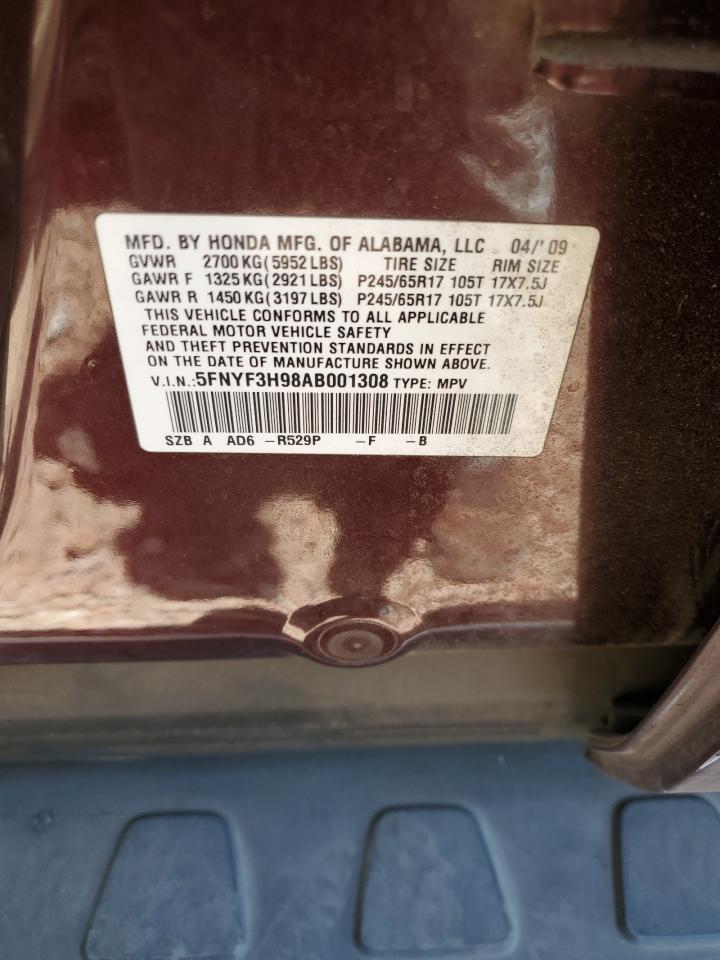 MFD. BY HONDA MFG. OF ALABAMA, LLC 04/'09
GVWR 2700 KG(5952 LBS) TIRE SIZE RIM SIZE
GAWR F 1325 KG(2921 LBS) P245/65R17 105T 17X7.5J
GAWR R 1450 KG(3197 LBS) P245/65R17 105T 17X7.5J
THIS VEHICLE CONFORMS TO ALL APPLICABLE
FEDERAL MOTOR VEHICLE SAFETY
AND THEFT PREVENTION STANDARDS IN EFFECT
ON THE DATE OF MANUFACTURE SHOWN ABOVE.
V.I.N.:5FNYF3H98AB001308 TYPE: MPV
SZB A AD6 -R529P -F -B